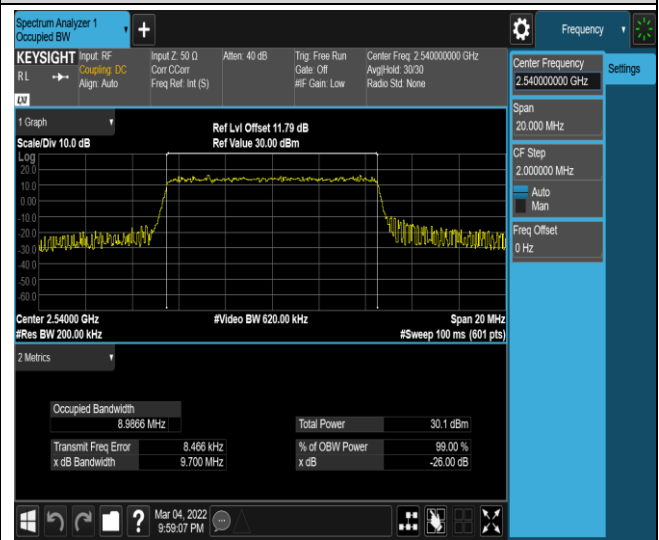 Spectrum Analyzer 1
Occupied BW
+
Frequency
KEYSIGHT
RL
LXI
Input: RF
Coupling: DC
Align: Auto
Input Z: 50 Ω
Corr CCorr
Freq Ref: Int (S)
Atten: 40 dB
Trig: Free Run
Gate: Off
#IF Gain: Low
Center Freq: 2.540000000 GHz
Avg|Hold: 30/30
Radio Std: None
Center Frequency
2.540000000 GHz
Settings
Span
20.000 MHz
CF Step
2.000000 MHz
Auto
Man
Freq Offset
0 Hz
1 Graph
Scale/Div 10.0 dB
Ref Lvl Offset 11.79 dB
Ref Value 30.00 dBm
Log
20.0
10.0
0.00
-10.0
-20.0
-30.0
-40.0
-50.0
-60.0
Center 2.54000 GHz
#Video BW 620.00 kHz
Span 20 MHz
#Res BW 200.00 kHz
#Sweep 100 ms (601 pts)
2 Metrics
Occupied Bandwidth
8.9866 MHz
Total Power 30.1 dBm
Transmit Freq Error 8.466 kHz
% of OBW Power 99.00 %
x dB Bandwidth 9.700 MHz
x dB -26.00 dB
?
Mar 04, 2022
9:59:07 PM